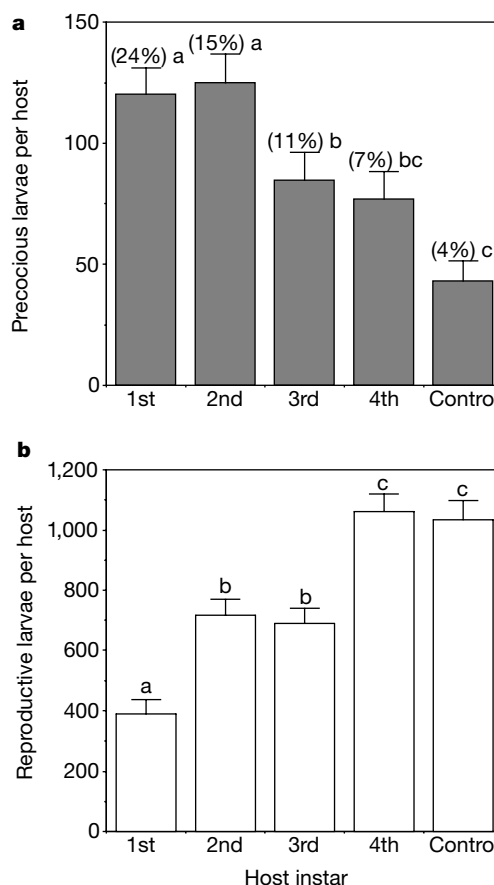 a
150
(24%) a
(15%) a
(11%) b
(7%) bc
(4%) c
100
50
0
Precocious larvae per host
1st 2nd 3rd 4th Contro
b
1,200
1,000
800
600
400
200
0
Reproductive larvae per host
a
b
b
c
c
1st 2nd 3rd 4th Contro
Host instar